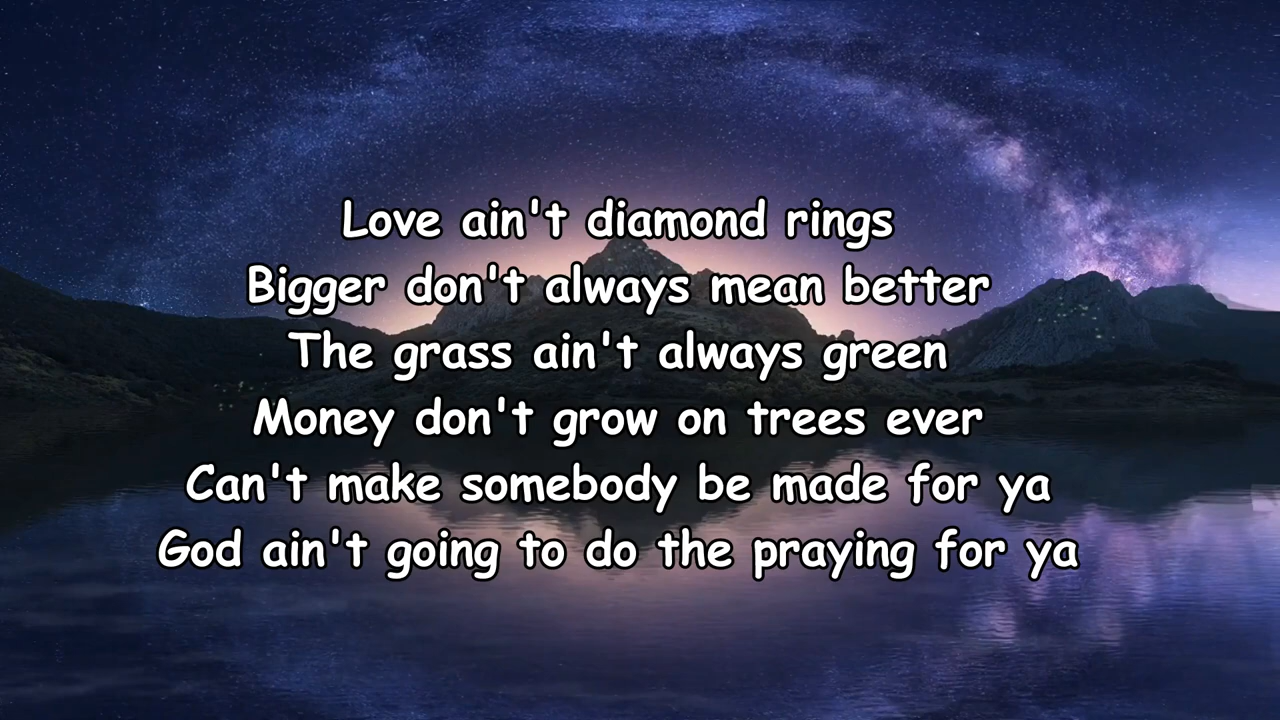 Love ain't diamond rings
Bigger don't always mean better
The grass ain't always green
Money don't grow on trees ever
Can't make somebody be made for ya
God ain't going to do the praying for ya